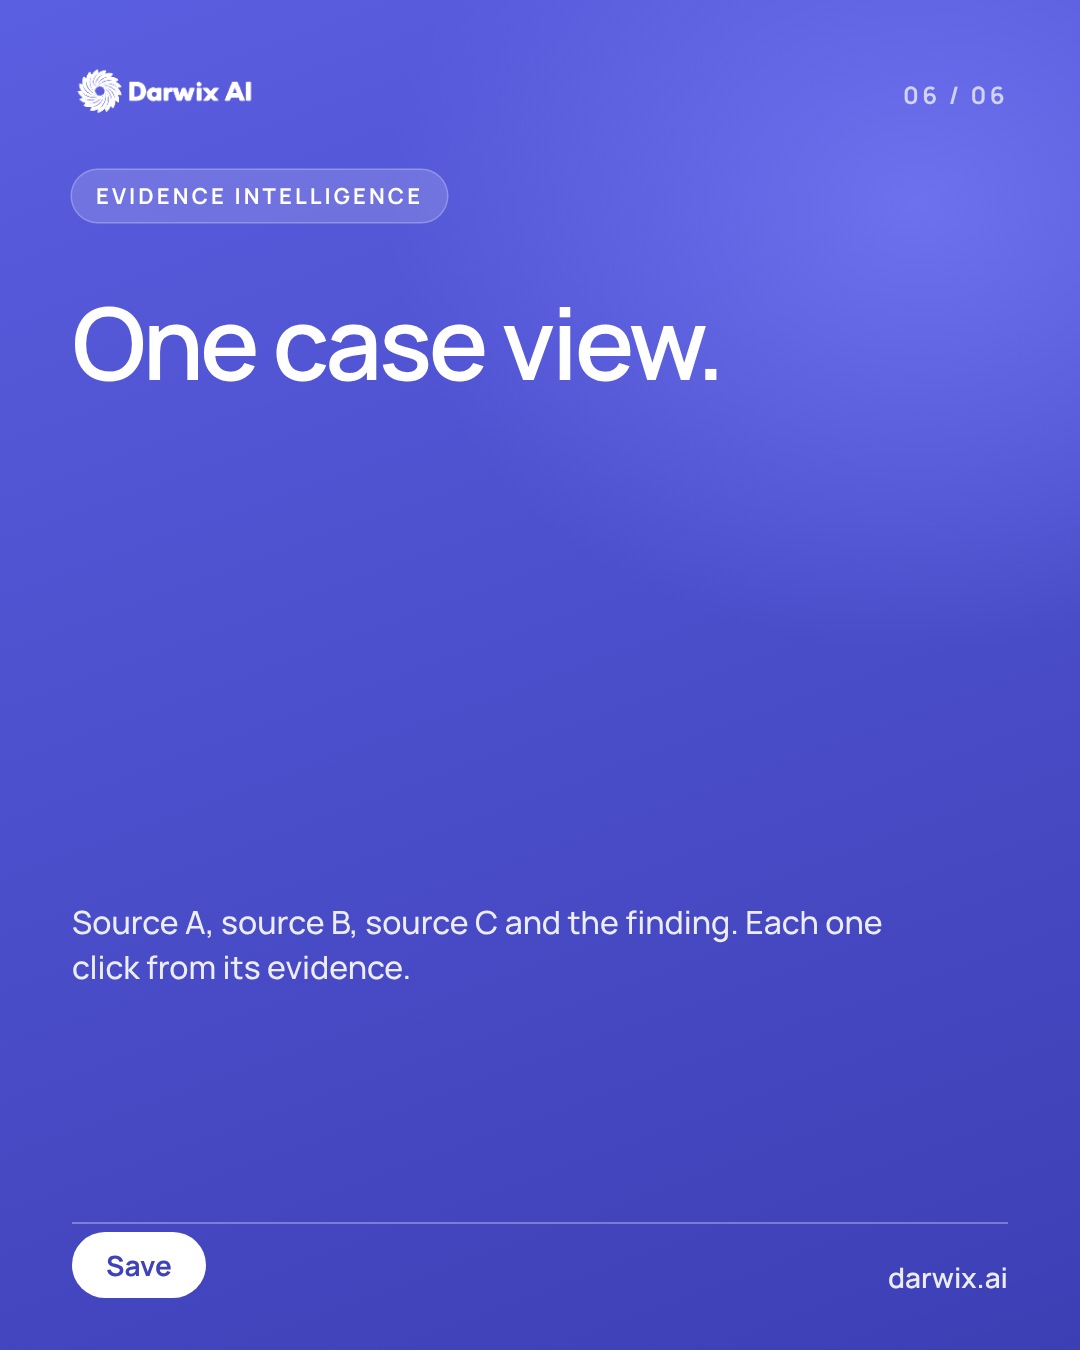 Darwix AI
06 / 06
EVIDENCE INTELLIGENCE
One case view.
Source A, source B, source C and the finding. Each one
click from its evidence.
Save
darwix.ai